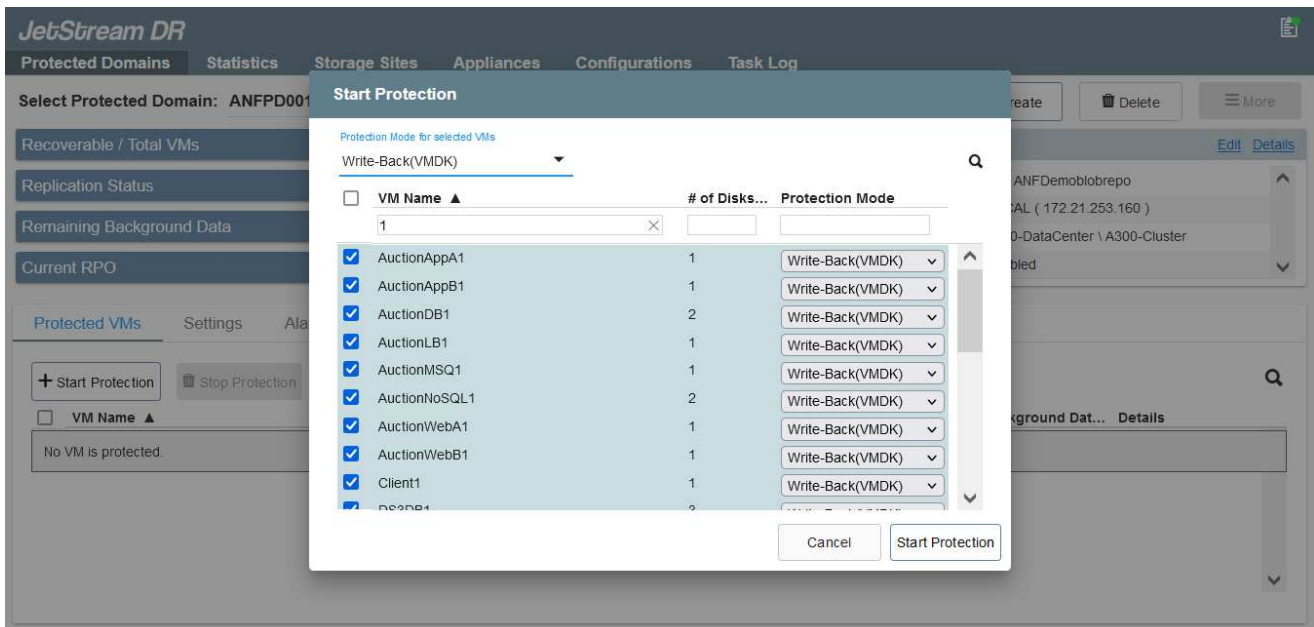 JetStream DR
Protected Domains Statistics Storage Sites Appliances Configurations Task Log
Select Protected Domain: ANFPD001 reate Delete More
Recoverable / Total VMs Edit Details
Replication Status ANFDemoblobrepo
CAL ( 172.21.253.160 )
Remaining Background Data 0-DataCenter \ A300-Cluster
Current RPO bled
Protected VMs Settings Ala
+ Start Protection Stop Protection
VM Name ▲ kground Dat... Details
No VM is protected.
Start Protection
Protection Mode for selected VMs
Write-Back(VMDK)
VM Name ▲ # of Disks... Protection Mode
1
AuctionAppA1 1 Write-Back(VMDK)
AuctionAppB1 1 Write-Back(VMDK)
AuctionDB1 2 Write-Back(VMDK)
AuctionLB1 1 Write-Back(VMDK)
AuctionMSQ1 1 Write-Back(VMDK)
AuctionNoSQL1 2 Write-Back(VMDK)
AuctionWebA1 1 Write-Back(VMDK)
AuctionWebB1 1 Write-Back(VMDK)
Client1 1 Write-Back(VMDK)
DS3DB1
Cancel Start Protection